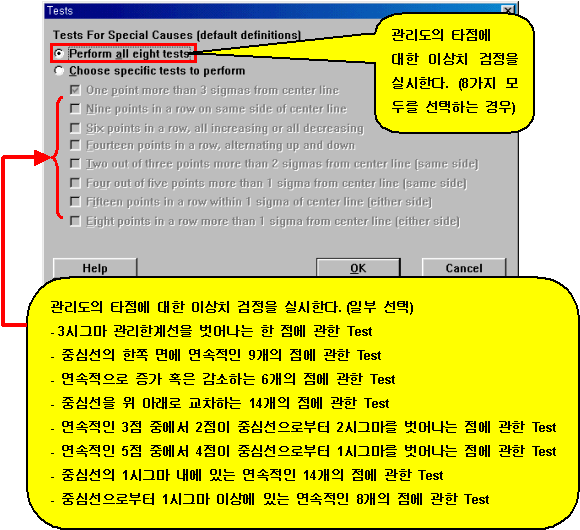 Tests
Tests For Special Causes (default definitions)
Perform all eight tests
Choose specific tests to perform
One point more than 3 sigmas from center line
Nine points in a row on same side of center line
Six points in a row, all increasing or all decreasing
Fourteen points in a row, alternating up and down
Two out of three points more than 2 sigmas from center line (same side)
Four out of five points more than 1 sigma from center line (same side)
Fifteen points in a row within 1 sigma of center line (either side)
Eight points in a row more than 1 sigma from center line (either side)
Help OK Cancel
관리도의 타점에
대한 이상치 검정을
실시한다. (8가지 모
두를 선택하는 경우)
관리도의 타점에 대한 이상치 검정을 실시한다. (일부 선택)
- 3시그마 관리한계선을 벗어나는 한 점에 관한 Test
- 중심선의 한쪽 면에 연속적인 9개의 점에 관한 Test
- 연속적으로 증가 혹은 감소하는 6개의 점에 관한 Test
- 중심선을 위 아래로 교차하는 14개의 점에 관한 Test
- 연속적인 3점 중에서 2점이 중심선으로부터 2시그마를 벗어나는 점에 관한 Test
- 연속적인 5점 중에서 4점이 중심선으로부터 1시그마를 벗어나는 점에 관한 Test
- 중심선의 1시그마 내에 있는 연속적인 14개의 점에 관한 Test
- 중심선으로부터 1시그마 이상에 있는 연속적인 8개의 점에 관한 Test